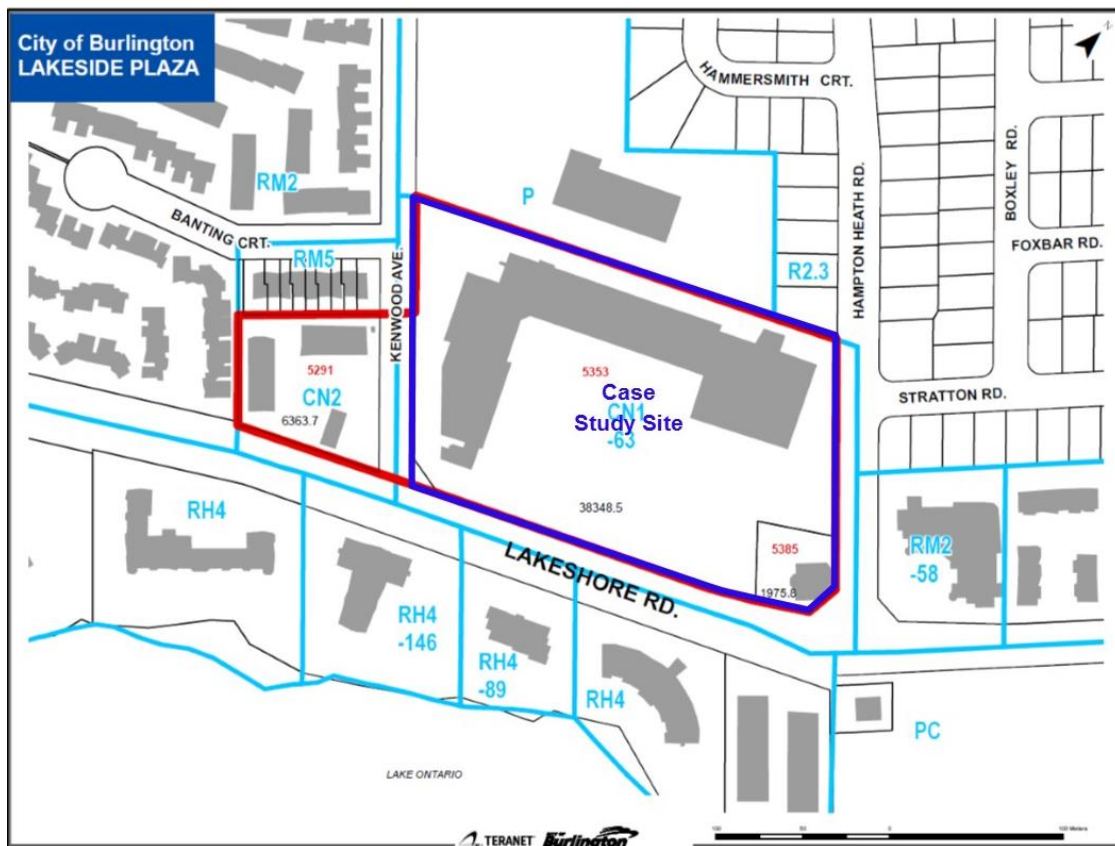 City of Burlington
LAKESIDE PLAZA
N
HAMMERSMITH CRT.
BOXLEY RD.
HAMPTON HEATH RD.
FOXBAR RD.
P
RM2
BANTING CRT.
RM5
R2.3
KENWOOD AVE.
STRATTON RD.
5291
CN2
6363.7
5353
Case
CN1
Study Site
-63
38348.5
5385
1975.8
RM2
-58
LAKESHORE RD.
RH4
RH4
-146
RH4
-89
RH4
PC
LAKE ONTARIO
TERANET
Burlington
100
50
0
100 Meters